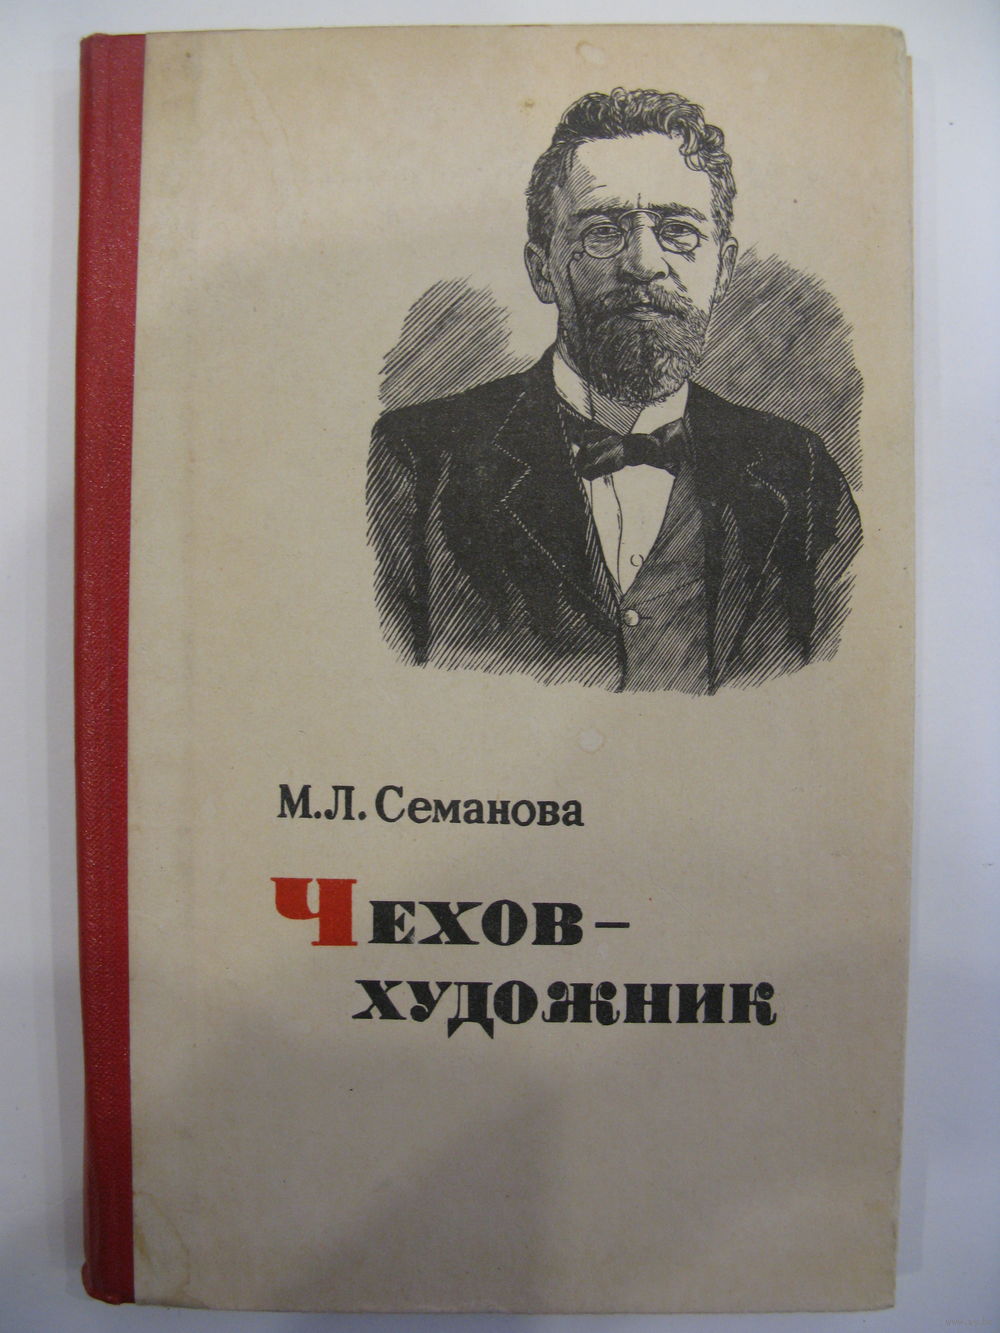 М.Л. Семанова
Чехов –
художник